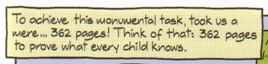 To achieve this monumental task, took us a
mere... 362 pages! Think of that: 362 pages
to prove what every child knows.